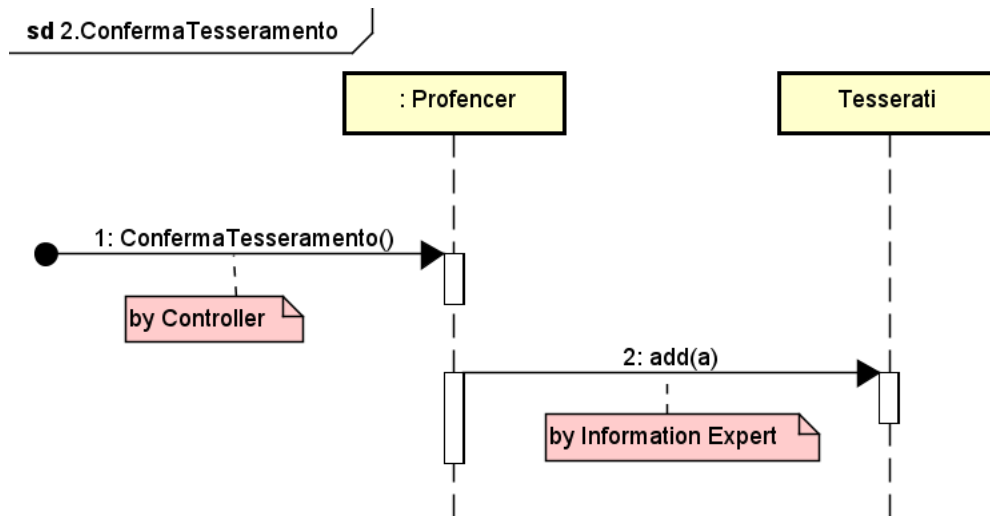 sd 2.ConfermaTesseramento
: Profencer
Tesserati
1: ConfermaTesseramento()
by Controller
2: add(a)
by Information Expert